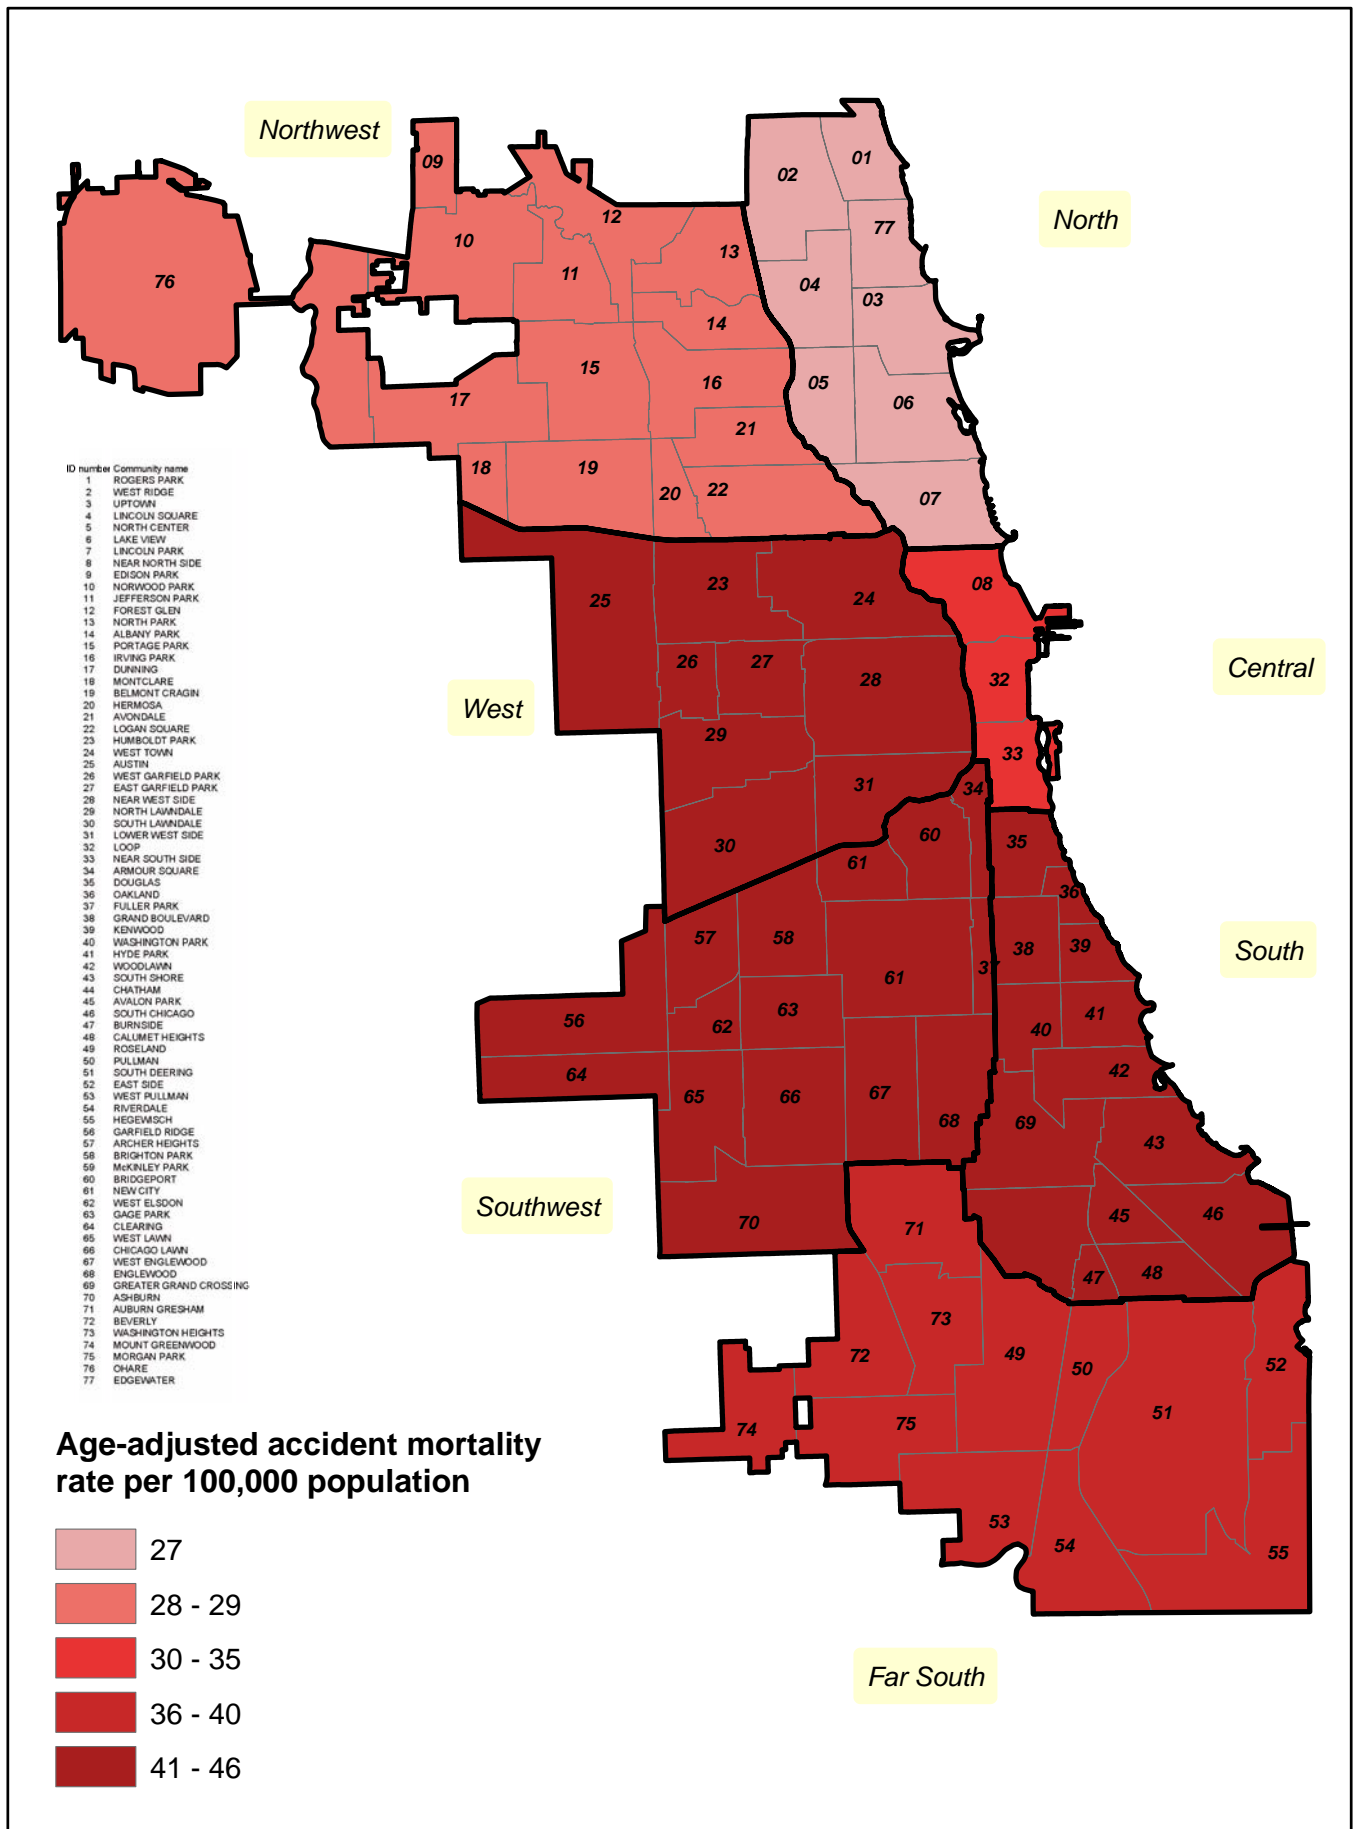 Northwest
North
Central
West
South
Southwest
Far South
09
12
10
11
13
76
14
15
16
17
21
18
19
20
22
02
01
77
04
03
05
06
07
08
23
24
25
26
27
28
32
29
33
31
34
30
60
35
61
36
57
58
38
39
37
61
63
56
62
40
41
64
65
66
67
68
42
69
43
70
71
45
46
47
48
73
72
49
50
52
51
74
75
53
54
55
ID number Community name
1 ROGERS PARK
2 WEST RIDGE
3 UPTOWN
4 LINCOLN SQUARE
5 NORTH CENTER
6 LAKE VIEW
7 LINCOLN PARK
8 NEAR NORTH SIDE
9 EDISON PARK
10 NORWOOD PARK
11 JEFFERSON PARK
12 FOREST GLEN
13 NORTH PARK
14 ALBANY PARK
15 PORTAGE PARK
16 IRVING PARK
17 DUNNING
18 MONTCLARE
19 BELMONT CRAGIN
20 HERMOSA
21 AVONDALE
22 LOGAN SQUARE
23 HUMBOLDT PARK
24 WEST TOWN
25 AUSTIN
26 WEST GARFIELD PARK
27 EAST GARFIELD PARK
28 NEAR WEST SIDE
29 NORTH LAWNDALE
30 SOUTH LAWNDALE
31 LOWER WEST SIDE
32 LOOP
33 NEAR SOUTH SIDE
34 ARMOUR SQUARE
35 DOUGLAS
36 OAKLAND
37 FULLER PARK
38 GRAND BOULEVARD
39 KENWOOD
40 WASHINGTON PARK
41 HYDE PARK
42 WOODLAWN
43 SOUTH SHORE
44 CHATHAM
45 AVALON PARK
46 SOUTH CHICAGO
47 BURNSIDE
48 CALUMET HEIGHTS
49 ROSELAND
50 PULLMAN
51 SOUTH DEERING
52 EAST SIDE
53 WEST PULLMAN
54 RIVERDALE
55 HEGEWISCH
56 GARFIELD RIDGE
57 ARCHER HEIGHTS
58 BRIGHTON PARK
59 McKINLEY PARK
60 BRIDGEPORT
61 NEW CITY
62 WEST ELSDON
63 GAGE PARK
64 CLEARING
65 WEST LAWN
66 CHICAGO LAWN
67 WEST ENGLEWOOD
68 ENGLEWOOD
69 GREATER GRAND CROSSING
70 ASHBURN
71 AUBURN GRESHAM
72 BEVERLY
73 WASHINGTON HEIGHTS
74 MOUNT GREENWOOD
75 MORGAN PARK
76 OHARE
77 EDGEWATER
Age-adjusted accident mortality
rate per 100,000 population
27
28 - 29
30 - 35
36 - 40
41 - 46